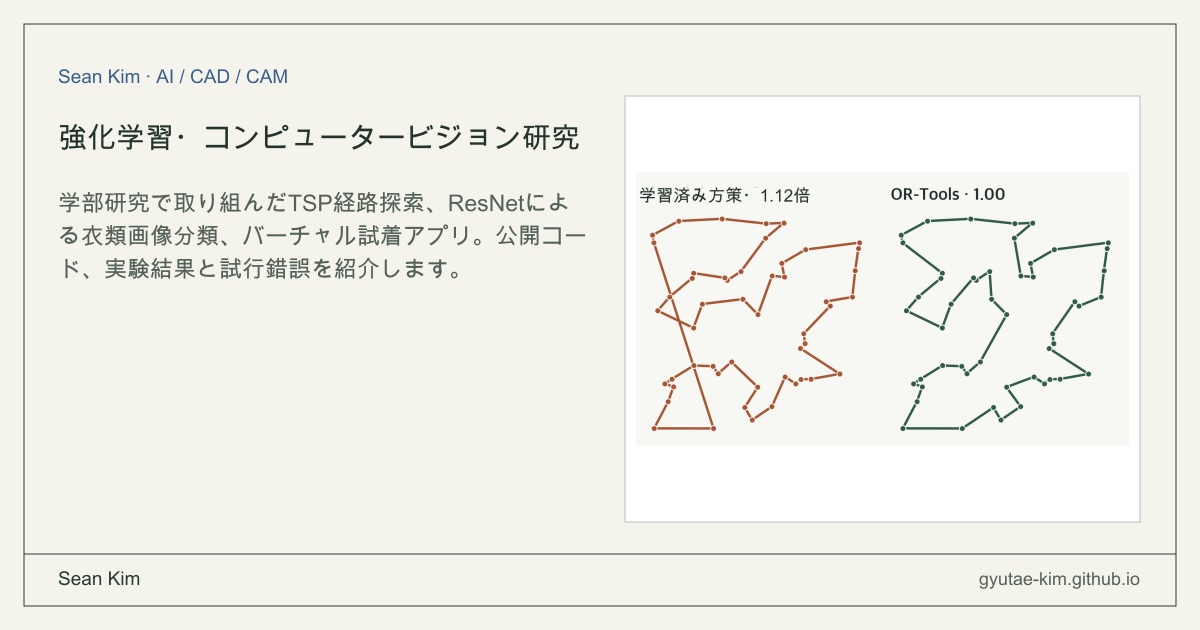 Sean Kim · AI / CAD / CAM
強化学習・コンピュータービジョン研究
学部研究で取り組んだTSP経路探索、ResNetによ
る衣類画像分類、バーチャル試着アプリ。公開コー
ド、実験結果と試行錯誤を紹介します。
学習済み方策· 1.12倍
OR-Tools · 1.00
Sean Kim
gyutae-kim.github.io